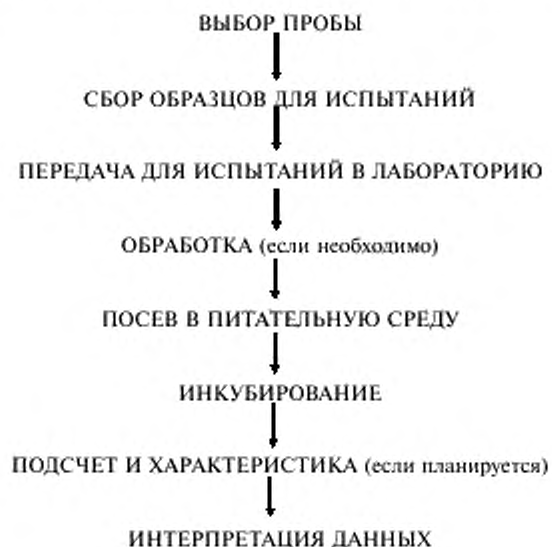 ВЫБОР ПРОБЫ
СБОР ОБРАЗЦОВ ДЛЯ ИСПЫТАНИЙ
ПЕРЕДАЧА ДЛЯ ИСПЫТАНИЙ В ЛАБОРАТОРИЮ
ОБРАБОТКА (если необходимо)
ПОСЕВ В ПИТАТЕЛЬНУЮ СРЕДУ
ИНКУБИРОВАНИЕ
ПОДСЧЕТ И ХАРАКТЕРИСТИКА (если планируется)
ИНТЕРПРЕТАЦИЯ ДАННЫХ